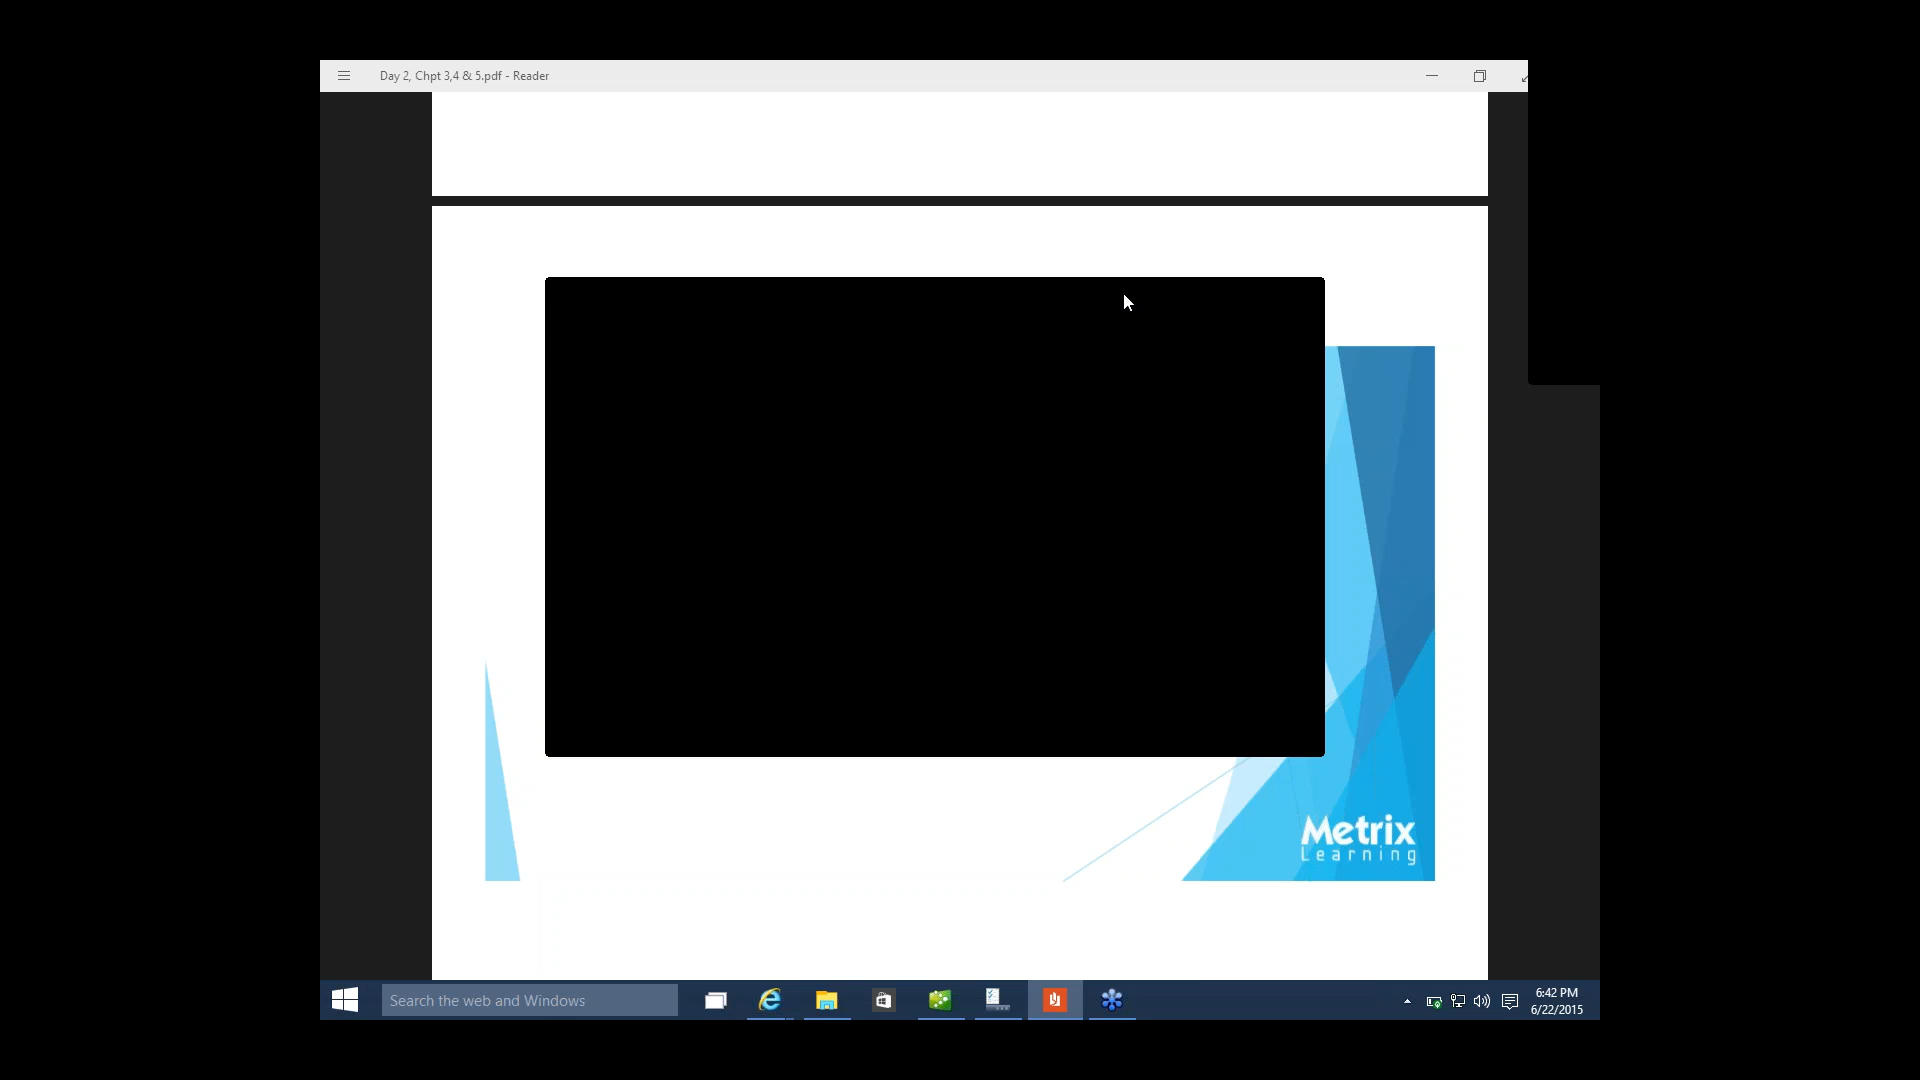 Day 2, Chpt 3,4 & 5.pdf - Reader
Metrix
Learning
Search the web and Windows
6:42 PM
6/22/2015